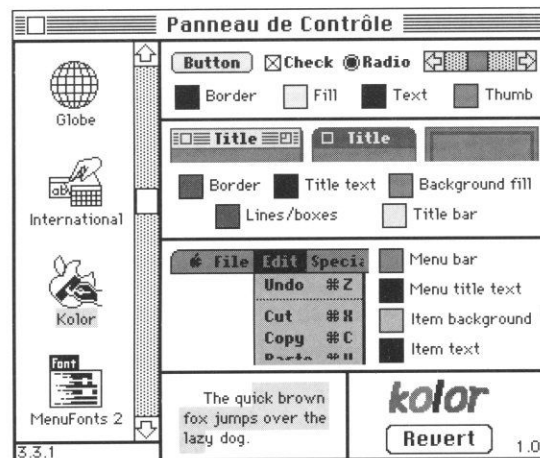 Panneau de Contrôle
Globe
International
Kolor
Font
MenuFonts 2
3.3.1
Button Check Radio
Border Fill Text Thumb
Title Title
Border Title text Background fill
Lines/boxes Title bar
File Edit Specia
Undo ⌘Z
Cut ⌘X
Copy ⌘C
Menu bar
Menu title text
Item background
Item text
The quick brown
fox jumps over the
lazy dog.
kolor
Revert
1.0